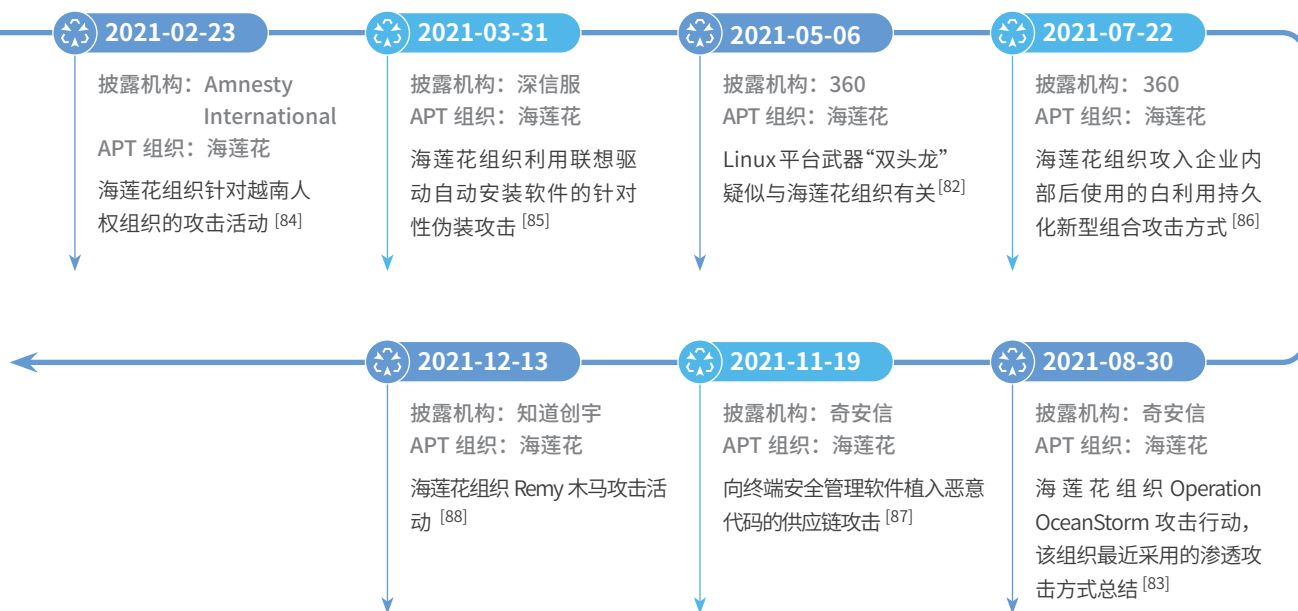 2021-02-23
披露机构：Amnesty
International
APT 组织：海莲花
海莲花组织针对越南人
权组织的攻击活动 [84]
2021-03-31
披露机构：深信服
APT 组织：海莲花
海莲花组织利用联想驱
动自动安装软件的针对
性伪装攻击 [85]
2021-05-06
披露机构：360
APT 组织：海莲花
Linux 平台武器“双头龙”
疑似与海莲花组织有关 [82]
2021-07-22
披露机构：360
APT 组织：海莲花
海莲花组织攻入企业内
部后使用的白利用持久
化新型组合攻击方式 [86]
2021-08-30
披露机构：奇安信
APT 组织：海莲花
海莲花组织 Operation
OceanStorm 攻击行动，
该组织最近采用的渗透攻
击方式总结 [83]
2021-11-19
披露机构：奇安信
APT 组织：海莲花
向终端安全管理软件植入恶意
代码的供应链攻击 [87]
2021-12-13
披露机构：知道创宇
APT 组织：海莲花
海莲花组织 Remy 木马攻击活
动 [88]